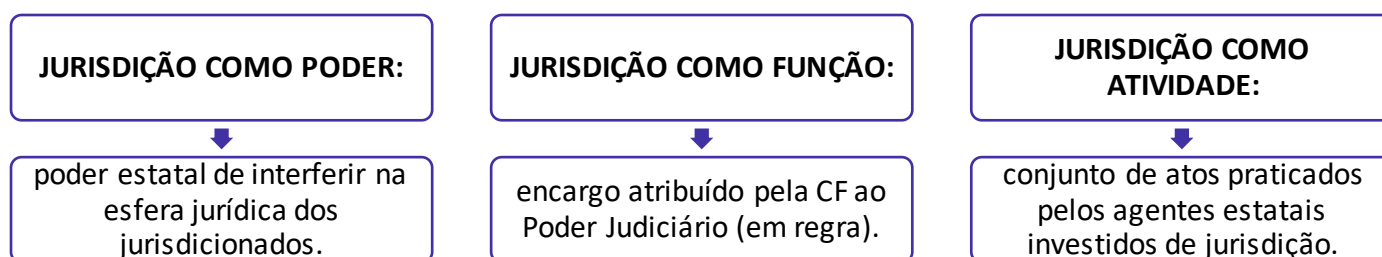 JURISDIÇÃO COMO PODER:
poder estatal de interferir na
esfera jurídica dos
jurisdicionados.
JURISDIÇÃO COMO FUNÇÃO:
encargo atribuído pela CF ao
Poder Judiciário (em regra).
JURISDIÇÃO COMO
ATIVIDADE:
conjunto de atos praticados
pelos agentes estatais
investidos de jurisdição.